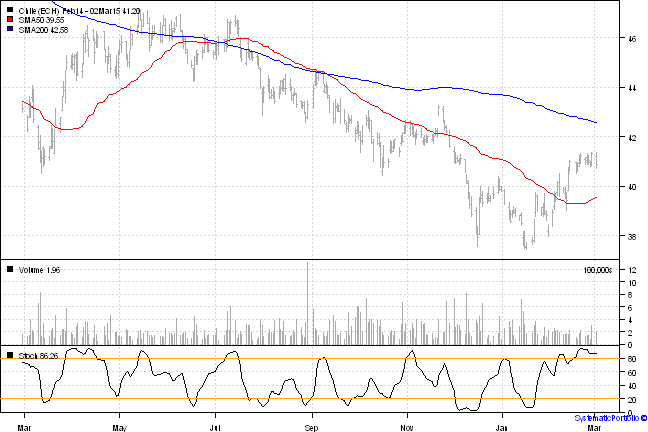 Chile (ECH) Feb14 - 02Mar15 41.20
SMA50 39.55
SMA200 42.58
46
44
42
40
38
Volume 1.96
100,000s
12
10
8
6
4
2
0
Stoch 86.26
80
60
40
20
0
Mar May Jul Sep Nov Jan Mar
SystematicPortfolio ©